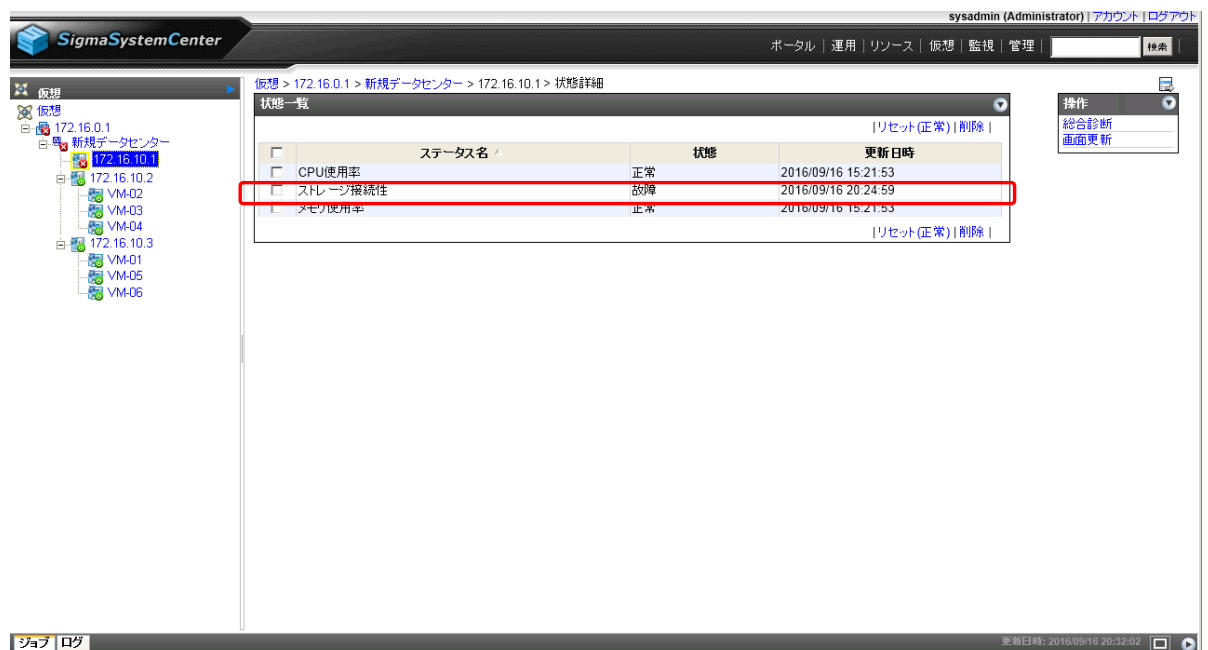 sysadmin (Administrator) | アカウント | ログアウト
SigmaSystemCenter
ポータル | 運用 | リソース | 仮想 | 監視 | 管理 | 検索 |
仮想
仮想
172.16.0.1
新規データセンター
172.16.10.1
172.16.10.2
VM-02
VM-03
VM-04
172.16.10.3
VM-01
VM-05
VM-06
仮想 > 172.16.0.1 > 新規データセンター > 172.16.10.1 > 状態詳細
状態一覧
| リセット(正常) | 削除 |
ステータス名 状態 更新日時
CPU使用率 正常 2016/09/16 15:21:53
ストレージ接続性 故障 2016/09/16 20:24:59
メモリ使用率 正常 2016/09/16 15:21:53
| リセット(正常) | 削除 |
操作
総合診断
画面更新
ジョブ ログ
更新日時: 2016/09/16 20:32:02